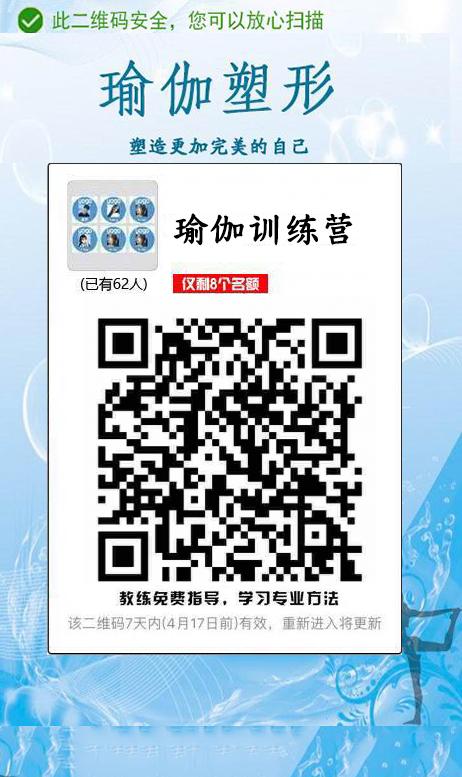 此二维码安全，您可以放心扫描
瑜伽塑形
塑造更加完美的自己
瑜伽训练营
(已有62人)
仅剩8个名额
教练免费指导，学习专业方法
该二维码7天内(4月17日前)有效，重新进入将更新